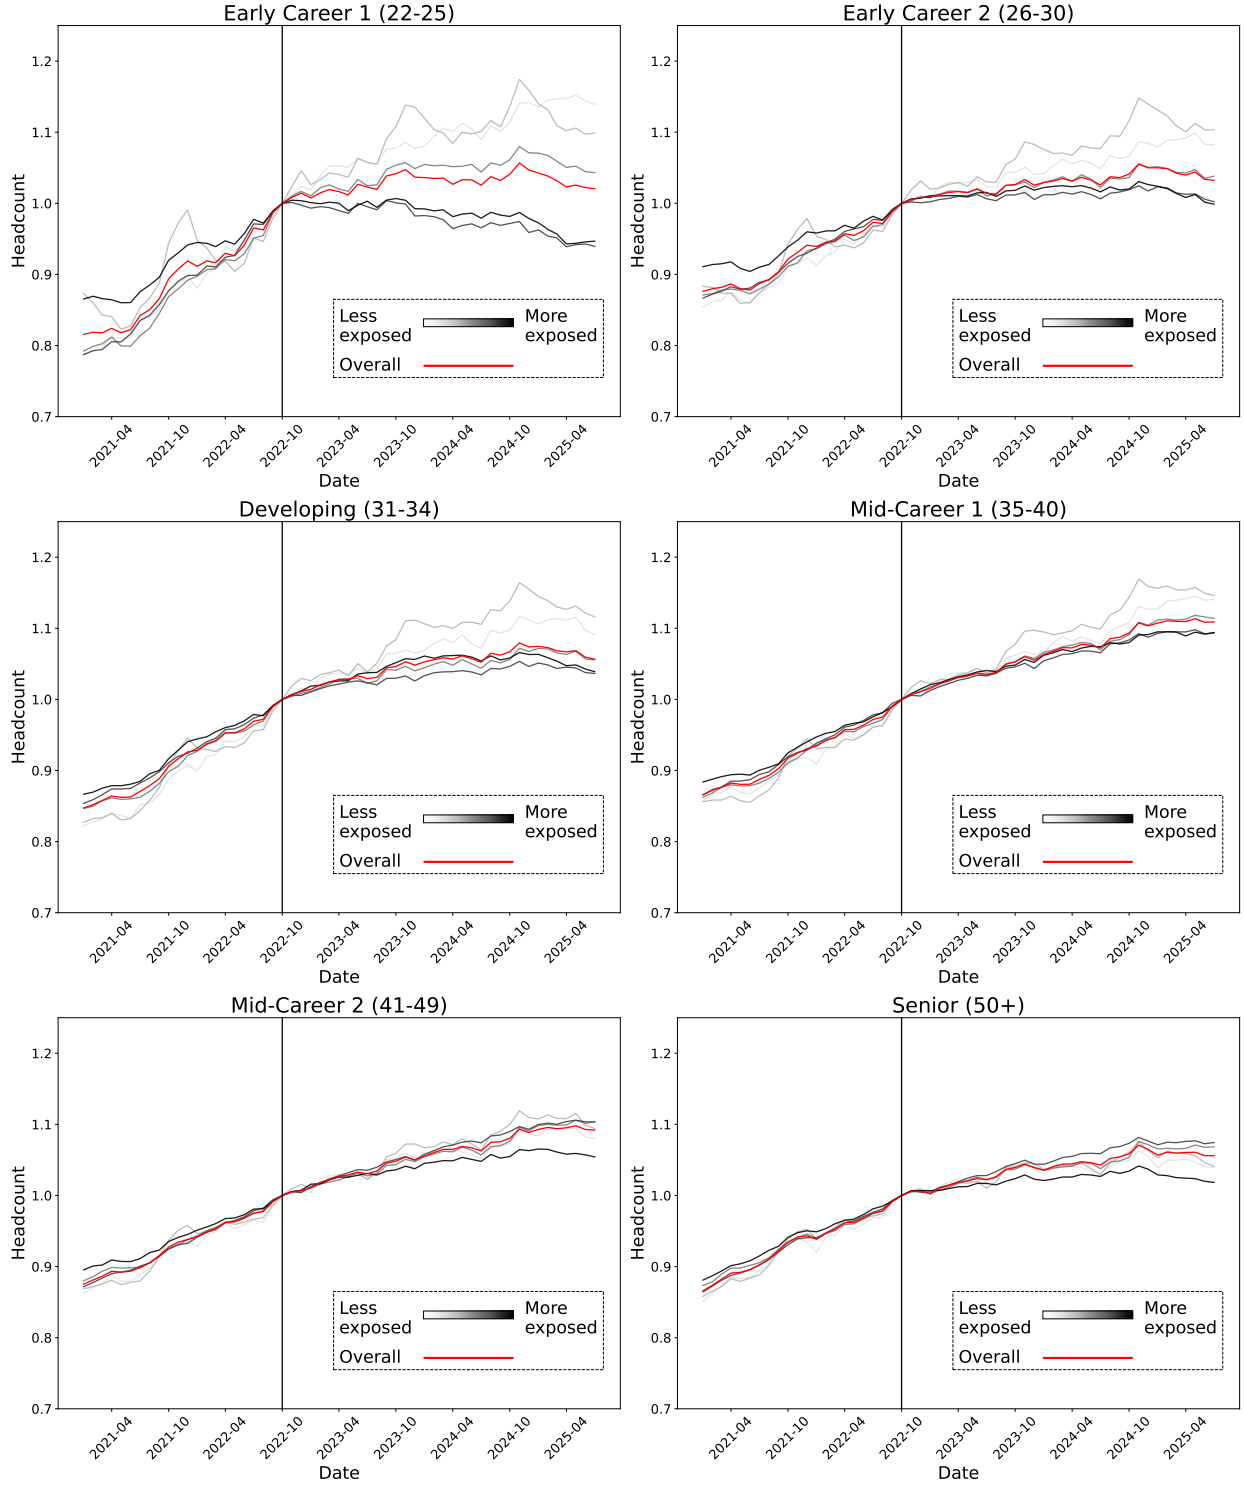 Early Career 1 (22-25)
Headcount
1.2
1.1
1.0
0.9
0.8
0.7
Less exposed
More exposed
Overall
2021-04
2021-10
2022-04
2022-10
2023-04
2023-10
2024-04
2024-10
2025-04
Date
Early Career 2 (26-30)
Headcount
1.2
1.1
1.0
0.9
0.8
0.7
Less exposed
More exposed
Overall
2021-04
2021-10
2022-04
2022-10
2023-04
2023-10
2024-04
2024-10
2025-04
Date
Developing (31-34)
Headcount
1.2
1.1
1.0
0.9
0.8
0.7
Less exposed
More exposed
Overall
2021-04
2021-10
2022-04
2022-10
2023-04
2023-10
2024-04
2024-10
2025-04
Date
Mid-Career 1 (35-40)
Headcount
1.2
1.1
1.0
0.9
0.8
0.7
Less exposed
More exposed
Overall
2021-04
2021-10
2022-04
2022-10
2023-04
2023-10
2024-04
2024-10
2025-04
Date
Mid-Career 2 (41-49)
Headcount
1.2
1.1
1.0
0.9
0.8
0.7
Less exposed
More exposed
Overall
2021-04
2021-10
2022-04
2022-10
2023-04
2023-10
2024-04
2024-10
2025-04
Date
Senior (50+)
Headcount
1.2
1.1
1.0
0.9
0.8
0.7
Less exposed
More exposed
Overall
2021-04
2021-10
2022-04
2022-10
2023-04
2023-10
2024-04
2024-10
2025-04
Date